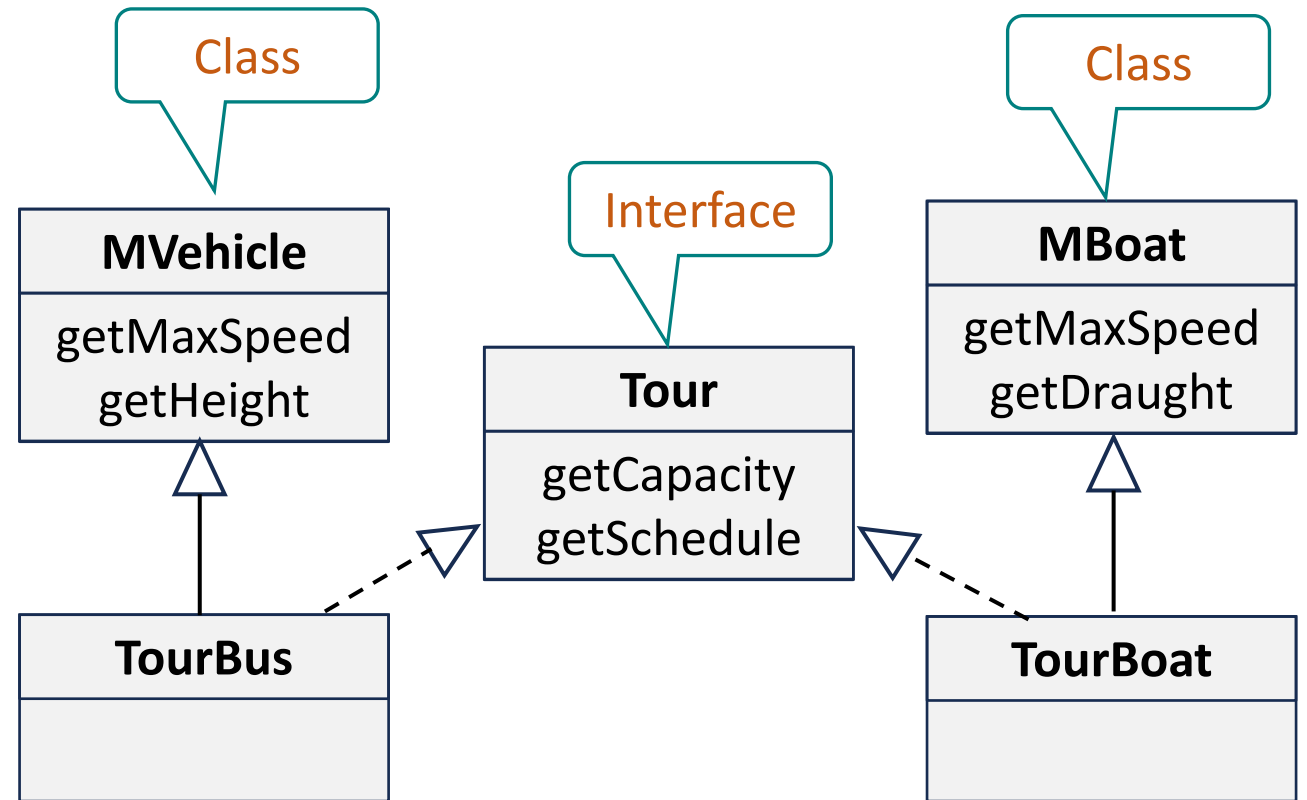 Class
Class
Interface
MVehicle
getMaxSpeed
getHeight
MBoat
getMaxSpeed
getDraught
Tour
getCapacity
getSchedule
TourBus
TourBoat